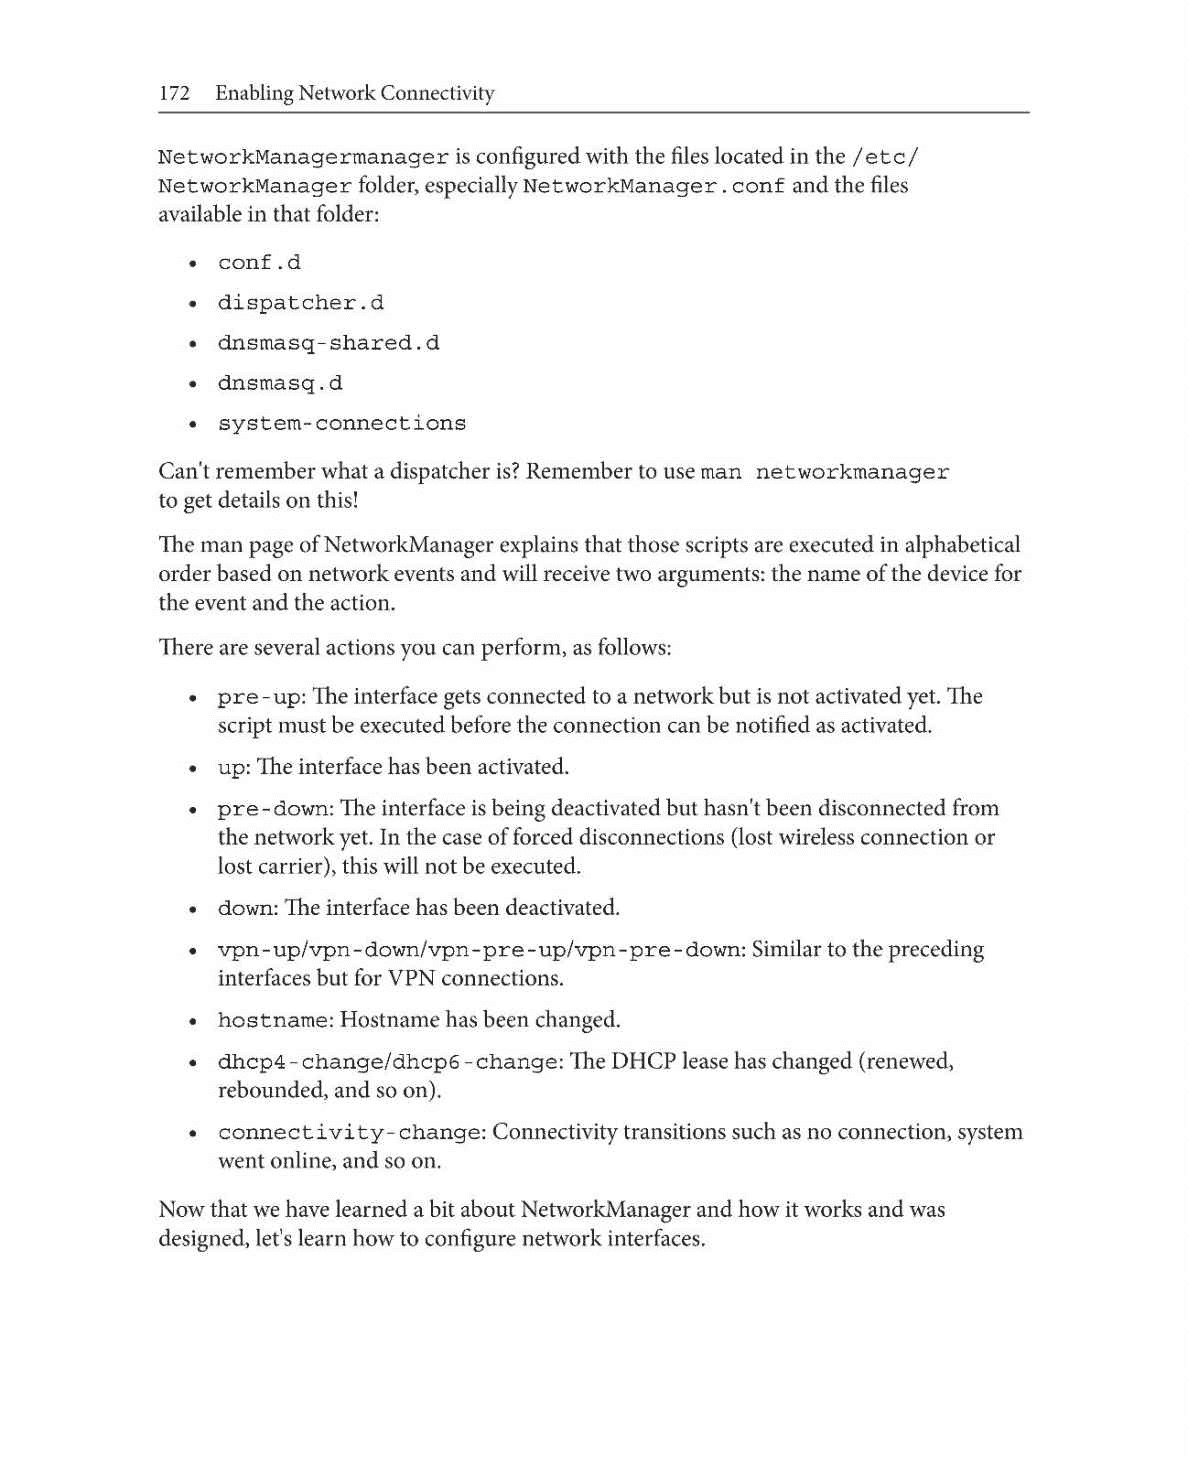 172 Enabling Network Connectivity
NetworkManagermanager is configured with the files located in the /etc/
NetworkManager folder, especially NetworkManager.conf and the files
available in that folder:
• conf.d
• dispatcher.d
• dnsmasq-shared.d
• dnsmasq.d
• system-connections
Can't remember what a dispatcher is? Remember to use man networkmanager
to get details on this!
The man page of NetworkManager explains that those scripts are executed in alphabetical
order based on network events and will receive two arguments: the name of the device for
the event and the action.
There are several actions you can perform, as follows:
• pre-up: The interface gets connected to a network but is not activated yet. The
script must be executed before the connection can be notified as activated.
• up: The interface has been activated.
• pre-down: The interface is being deactivated but hasn't been disconnected from
the network yet. In the case of forced disconnections (lost wireless connection or
lost carrier), this will not be executed.
• down: The interface has been deactivated.
• vpn-up/vpn-down/vpn-pre-up/vpn-pre-down: Similar to the preceding
interfaces but for VPN connections.
• hostname: Hostname has been changed.
• dhcp4-change/dhcp6-change: The DHCP lease has changed (renewed,
rebounded, and so on).
• connectivity-change: Connectivity transitions such as no connection, system
went online, and so on.
Now that we have learned a bit about NetworkManager and how it works and was
designed, let's learn how to configure network interfaces.